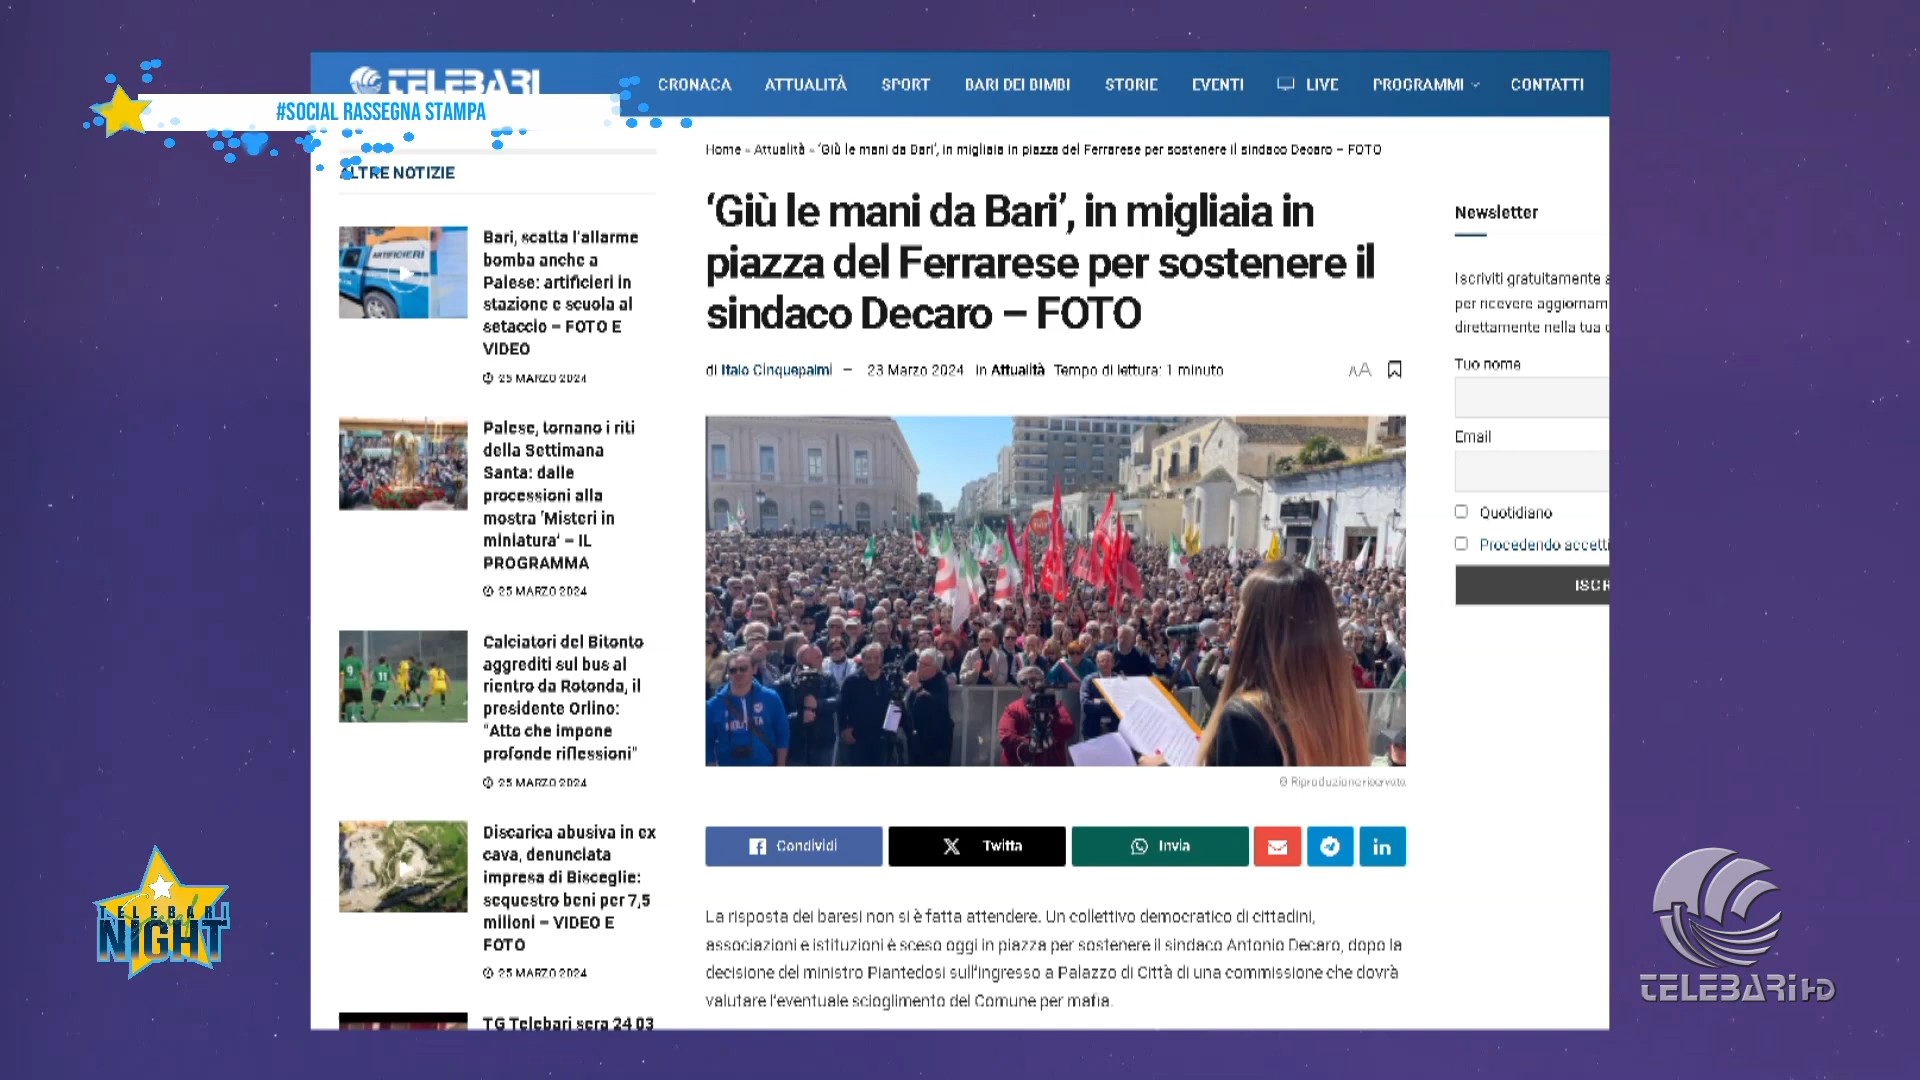 TELEBARI
CRONACA ATTUALITÀ SPORT BARI DEI BIMBI STORIE EVENTI LIVE PROGRAMMI CONTATTI
#SOCIAL RASSEGNA STAMPA
ALTRE NOTIZIE
Bari, scatta l'allarme
bomba anche a
Palese: artificieri in
stazione e scuola al
setaccio – FOTO E
VIDEO
25 MARZO 2024
Palese, tornano i riti
della Settimana
Santa: dalle
processioni alla
mostra 'Misteri in
miniatura' – IL
PROGRAMMA
25 MARZO 2024
Calciatori del Bitonto
aggrediti sul bus al
rientro da Rotonda, il
presidente Orlino:
"Atto che impone
profonde riflessioni"
25 MARZO 2024
Discarica abusiva in ex
cava, denunciata
impresa di Bisceglie:
sequestro beni per 7,5
milioni – VIDEO E
FOTO
25 MARZO 2024
TG Telebari sera 24 03
Home » Attualità » 'Giù le mani da Bari', in migliaia in piazza del Ferrarese per sostenere il sindaco Decaro – FOTO
'Giù le mani da Bari', in migliaia in
piazza del Ferrarese per sostenere il
sindaco Decaro – FOTO
di Italo Cinquepalmi — 23 Marzo 2024 in Attualità Tempo di lettura: 1 minuto
AA
ARTIFICIERI
© Riproduzione riservata
Condividi Twitta Invia
La risposta dei baresi non si è fatta attendere. Un collettivo democratico di cittadini,
associazioni e istituzioni è sceso oggi in piazza per sostenere il sindaco Antonio Decaro, dopo la
decisione del ministro Piantedosi sull'ingresso a Palazzo di Città di una commissione che dovrà
valutare l'eventuale scioglimento del Comune per mafia.
Newsletter
Iscriviti gratuitamente a
per ricevere aggiornam
direttamente nella tua c
Tuo nome
Email
Quotidiano
Procedendo accetti
ISCR
TELEBARI
NIGHT
TELEBARI HD